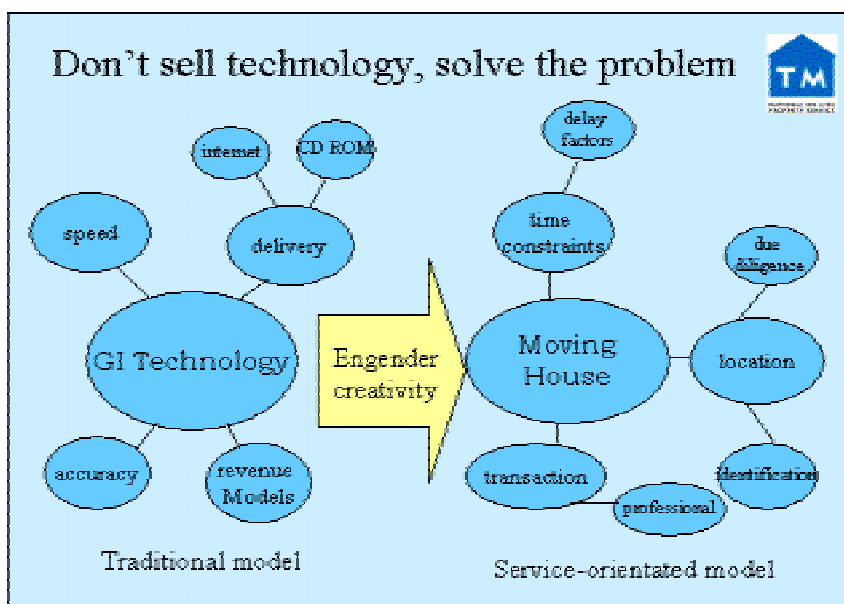 Don't sell technology, solve the problem
TM
internet
CD ROM
speed
delivery
GI Technology
accuracy
revenue
Models
Traditional model
Engender
creativity
delay
factors
time
constraints
due
dilligence
Moving
House
location
transaction
identification
professional
Service-orientated model